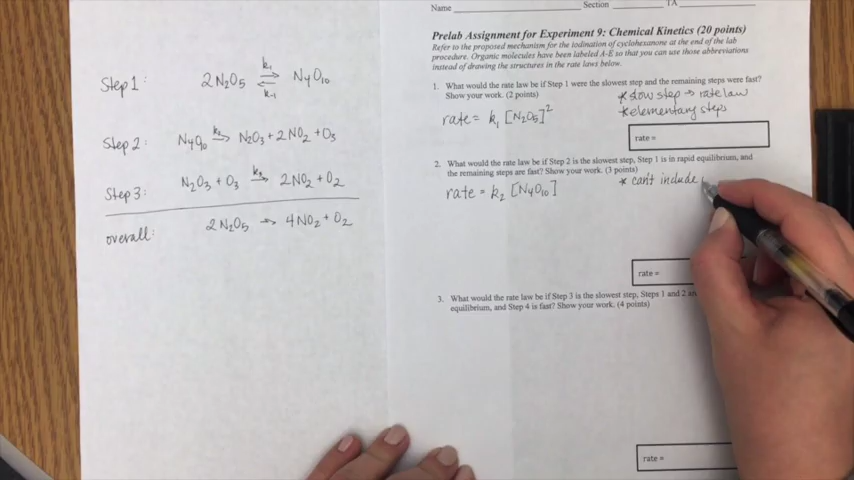 Step 1: 2N₂O₅ ⇌ N₄O₁₀
k₁
k₋₁
Step 2: N₄O₁₀ → N₂O₃ + 2NO₂ + O₃
k₂
Step 3: N₂O₃ + O₃ → 2NO₂ + O₂
k₃
overall: 2N₂O₅ → 4NO₂ + O₂
Name Section TA
Prelab Assignment for Experiment 9: Chemical Kinetics (20 points)
Refer to the proposed mechanism for the iodination of cyclohexanone at the end of the lab
procedure. Organic molecules have been labeled A-E so that you can use those abbreviations
instead of drawing the structures in the rate laws below.
1. What would the rate law be if Step 1 were the slowest step and the remaining steps were fast?
Show your work. (2 points)
* slow step → rate law
* elementary steps
rate = k₁ [N₂O₅]²
rate =
2. What would the rate law be if Step 2 is the slowest step, Step 1 is in rapid equilibrium, and
the remaining steps are fast? Show your work. (3 points)
* can't include
rate = k₂ [N₄O₁₀]
rate =
3. What would the rate law be if Step 3 is the slowest step, Steps 1 and 2 
equilibrium, and Step 4 is fast? Show your work. (4 points)
rate =